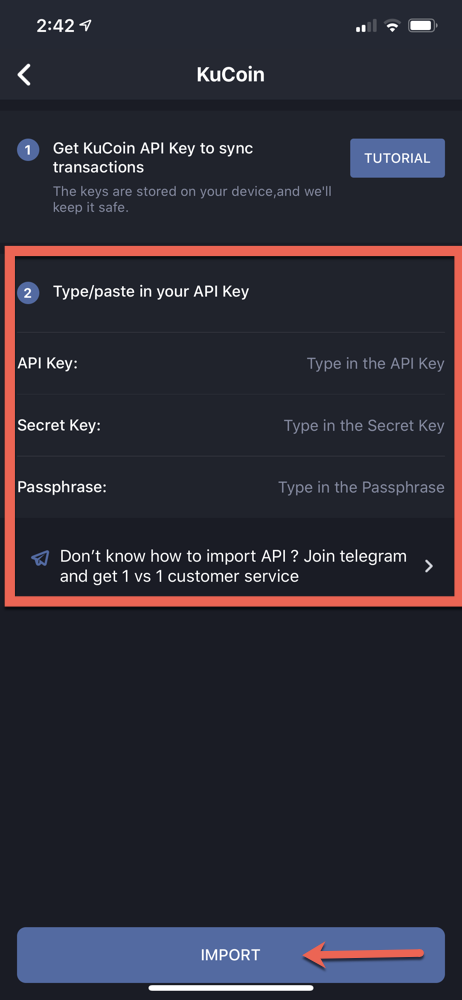 2:42
KuCoin
1 Get KuCoin API Key to sync
transactions
TUTORIAL
The keys are stored on your device,and we'll
keep it safe.
2 Type/paste in your API Key
API Key: Type in the API Key
Secret Key: Type in the Secret Key
Passphrase: Type in the Passphrase
Don’t know how to import API ? Join telegram
and get 1 vs 1 customer service
IMPORT